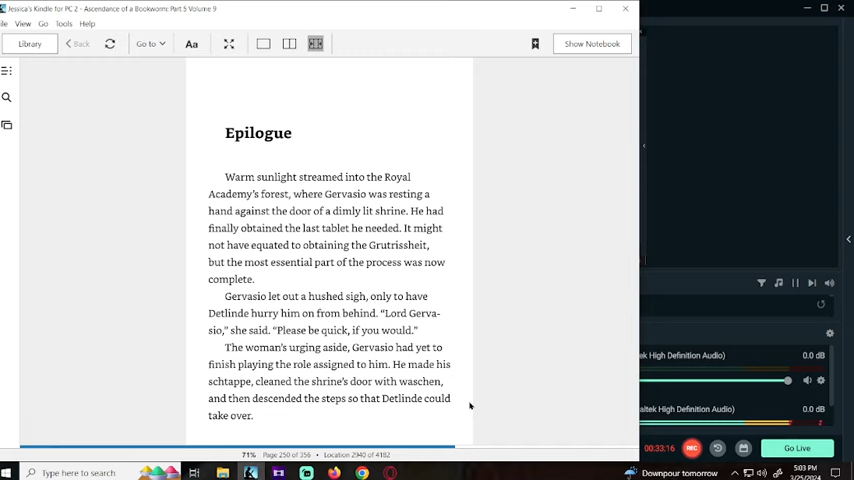 Jessica's Kindle for PC 2 - Ascendance of a Bookworm: Part 5 Volume 9
View Go Tools Help
Library
Back
Aa
Go to
Show Notebook
Epilogue
Warm sunlight streamed into the Royal
Academy's forest, where Gervasio was resting a
hand against the door of a dimly lit shrine. He had
finally obtained the last tablet he needed. It might
not have equated to obtaining the Grutrissheit,
but the most essential part of the process was now
complete.
Gervasio let out a hushed sigh, only to have
Detlinde hurry him on from behind. “Lord Gerva-
sio,” she said. “Please be quick, if you would.”
The woman's urging aside, Gervasio had yet to
finish playing the role assigned to him. He made his
schtappe, cleaned the shrine's door with waschen,
and then descended the steps so that Detlinde could
take over.
71% Page 250 of 356 • Location 2940 of 4182
tek High Definition Audio) 0.0 dB
altek High Definition Audio) 0.0 dB
00:33:16 REC Go Live
Type here to search
Downpour tomorrow
5:03 PM
3/25/2024